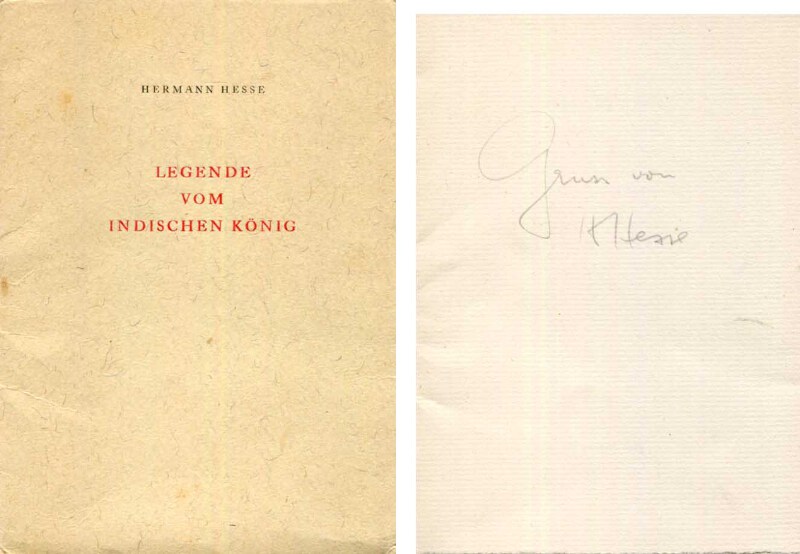 HERMANN HESSE
LEGENDE
VOM
INDISCHEN KÖNIG
Gruss von
H Hesse